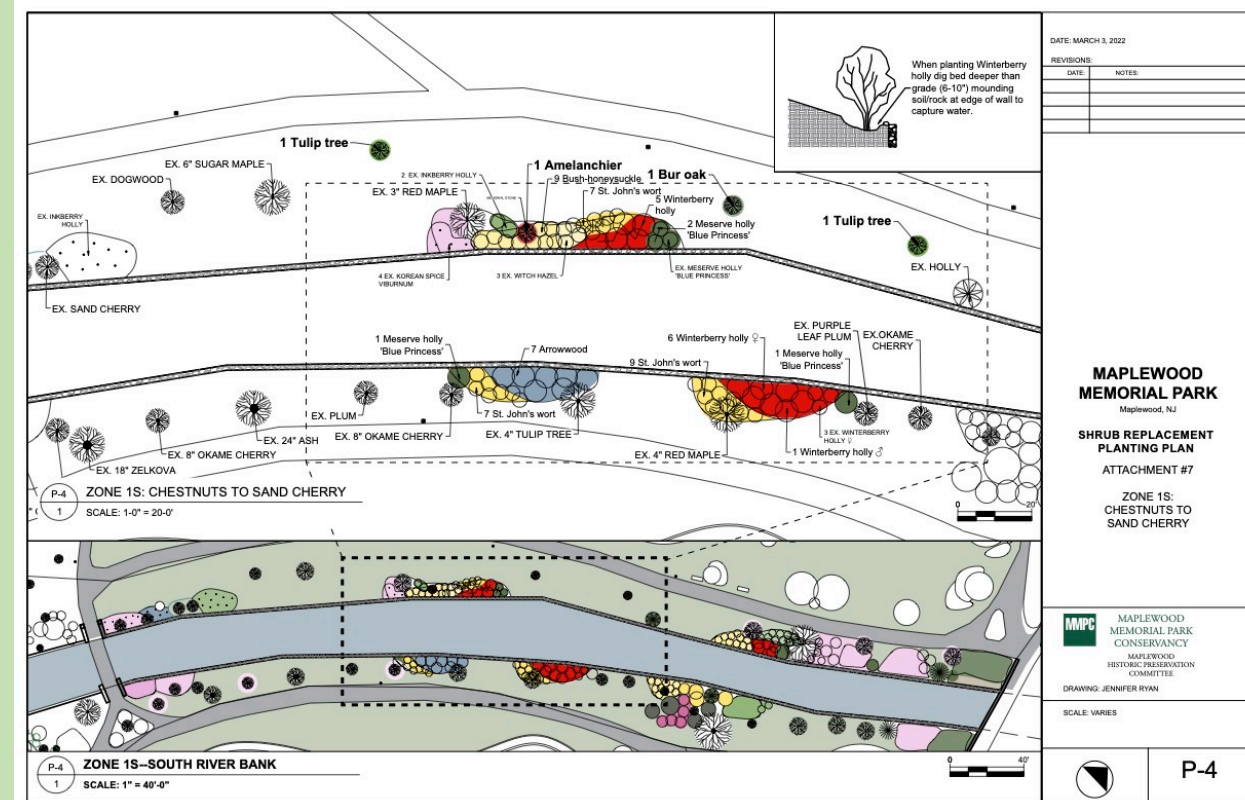 When planting Winterberry
holly dig bed deeper than
grade (6-10") mounding
soil/rock at edge of wall to
capture water.
1 Tulip tree
EX. 6" SUGAR MAPLE
EX. DOGWOOD
EX. INKBERRY
HOLLY
EX. SAND CHERRY
2 EX. INKBERRY HOLLY
EX. 3" RED MAPLE
1 Amelanchier
9 Bush-honeysuckle
7 St. John's wort
1 Bur oak
5 Winterberry
holly
2 Meserve holly
'Blue Princess'
1 Tulip tree
EX. HOLLY
4 EX. KOREAN SPICE
VIBURNUM
3 EX. WITCH HAZEL
EX. MESERVE HOLLY
'BLUE PRINCESS'
1 Meserve holly
'Blue Princess'
7 Arrowwood
6 Winterberry holly ♀
EX. PURPLE
LEAF PLUM
EX.OKAME
CHERRY
9 St. John's wort
1 Meserve holly
'Blue Princess'
EX. PLUM
7 St. John's wort
EX. 24" ASH
EX. 8" OKAME CHERRY
EX. 4" TULIP TREE
EX. 8" OKAME CHERRY
EX. 18" ZELKOVA
EX. 4" RED MAPLE
3 EX. WINTERBERRY
HOLLY ♀
1 Winterberry holly ♂
P-4
1
ZONE 1S: CHESTNUTS TO SAND CHERRY
SCALE: 1-0" = 20-0'
0 20'
P-4
1
ZONE 1S--SOUTH RIVER BANK
SCALE: 1" = 40'-0"
0 40'
DATE: MARCH 3, 2022
REVISIONS:
DATE: NOTES:
MAPLEWOOD
MEMORIAL PARK
Maplewood, NJ
SHRUB REPLACEMENT
PLANTING PLAN
ATTACHMENT #7
ZONE 1S:
CHESTNUTS TO
SAND CHERRY
MMPC
MAPLEWOOD
MEMORIAL PARK
CONSERVANCY
MAPLEWOOD
HISTORIC PRESERVATION
COMMITTEE
DRAWING: JENNIFER RYAN
SCALE: VARIES
P-4